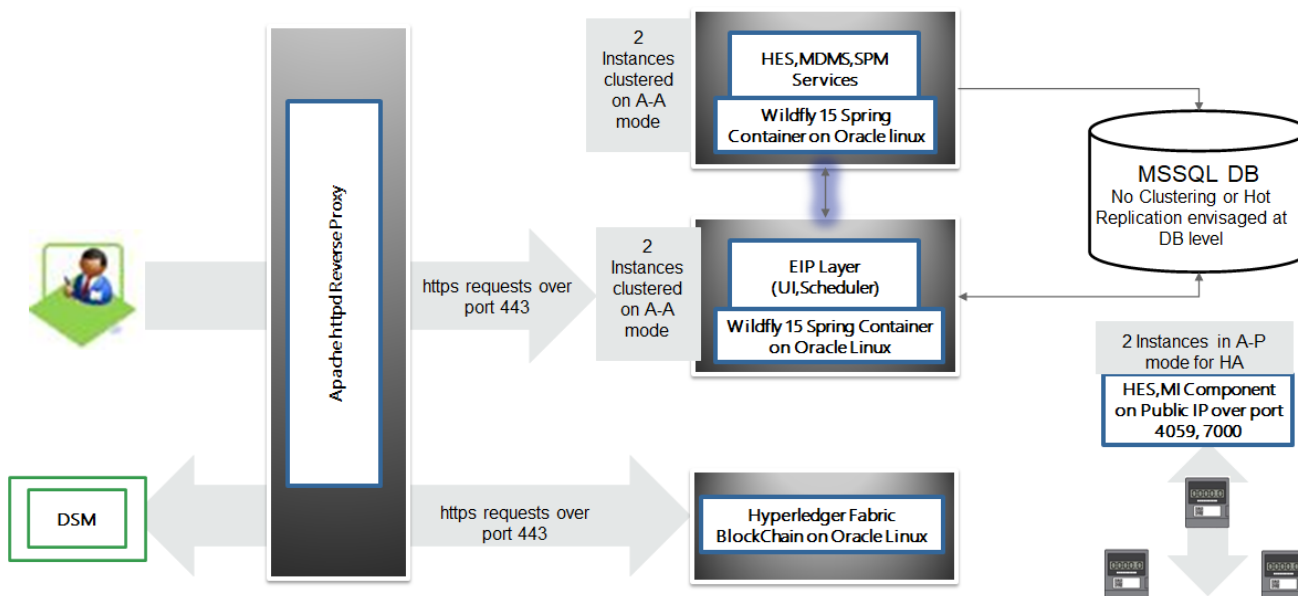 2
Instances
clustered
on A-A
mode
HES,MDMS,SPM
Services
Wildfly 15 Spring
Container on Oracle linux
MSSQL DB
No Clustering or Hot
Replication envisaged at
DB level
Apache httpd Reverse Proxy
https requests over
port 443
2
Instances
clustered
on A-A
mode
EIP Layer
(UI,Scheduler)
Wildfly 15 Spring Container
on Oracle Linux
2 Instances in A-P
mode for HA
HES,MI Component
on Public IP over port
4059, 7000
DSM
https requests over
port 443
Hyperledger Fabric
BlockChain on Oracle Linux